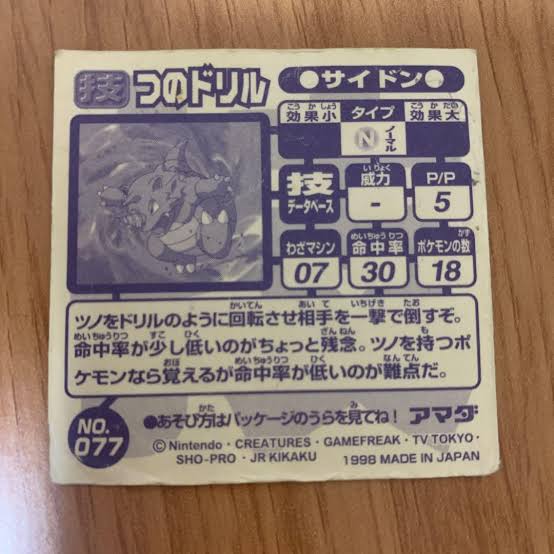 技 つのドリル ●サイドン●
こうかしょう
効果小 タイプ
こうかだい
効果大
N ノーマル
技
データベース
いりょく
威力
-
P/P
5
わざマシン
07
めいちゅうりつ
命中率
30
かず
ポケモンの数
18
かいてん あいて いちげき たお
ツノをドリルのように回転させ相手を一撃で倒すぞ。
めいちゅうりつ すこ ひく ざんねん も
命中率が少し低いのがちょっと残念。ツノを持つポ
おぼ めいちゅうりつ ひく なんてん
ケモンなら覚えるが命中率が低いのが難点だ。
NO.
077
かた み
●あそび方はパッケージのうらを見てね! アマダ
©Nintendo・CREATURES・GAMEFREAK・TV TOKYO・
SHO-PRO・JR KIKAKU 1998 MADE IN JAPAN